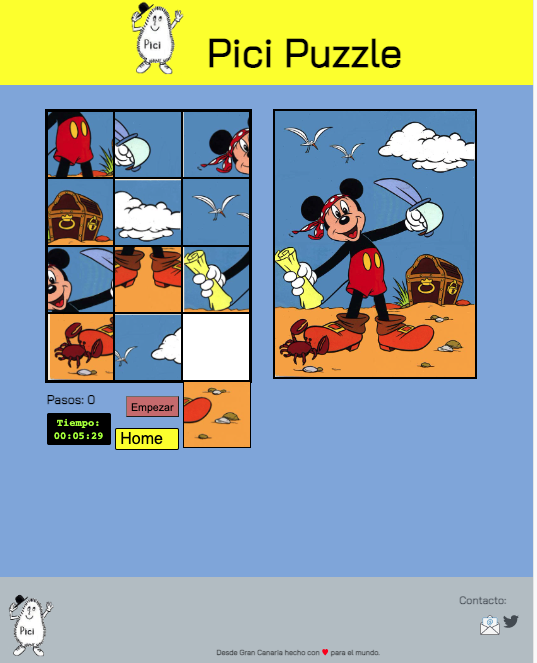 Pici
Pici Puzzle
Pasos: 0
Empezar
Tiempo:
00:05:29
Home
Contacto:
Pici
Desde Gran Canaria hecho con ♥ para el mundo.